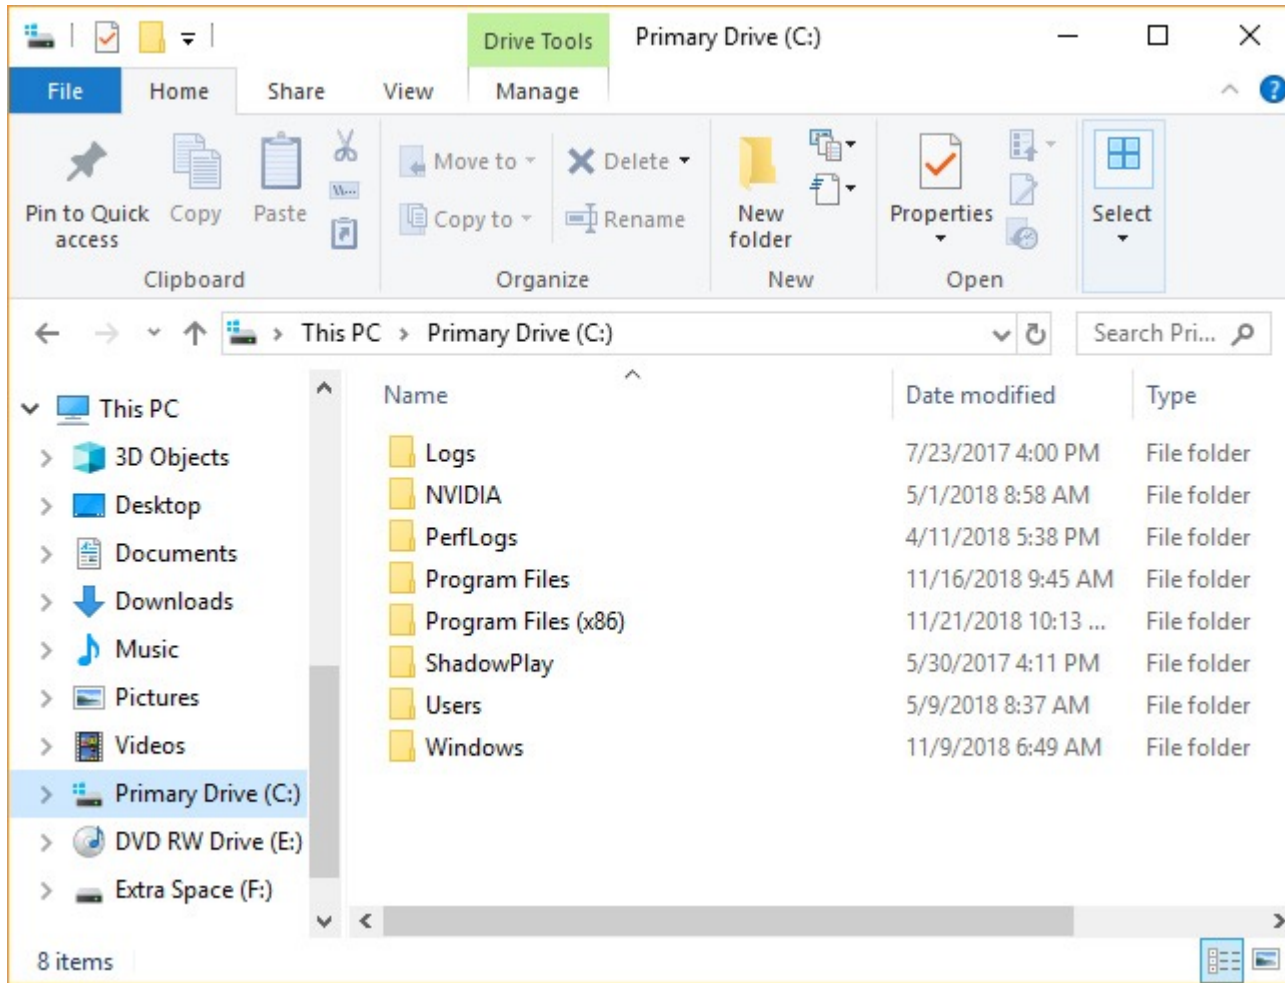 Drive Tools Primary Drive (C:)
File Home Share View Manage
Pin to Quick access Copy Paste
Move to Delete
Copy to Rename
New folder
Properties
Select
Clipboard Organize New Open
This PC Primary Drive (C:) Search Pri...
Name Date modified Type
This PC
3D Objects
Desktop
Documents
Downloads
Music
Pictures
Videos
Primary Drive (C:)
DVD RW Drive (E:)
Extra Space (F:)
Logs 7/23/2017 4:00 PM File folder
NVIDIA 5/1/2018 8:58 AM File folder
PerfLogs 4/11/2018 5:38 PM File folder
Program Files 11/16/2018 9:45 AM File folder
Program Files (x86) 11/21/2018 10:13 ... File folder
ShadowPlay 5/30/2017 4:11 PM File folder
Users 5/9/2018 8:37 AM File folder
Windows 11/9/2018 6:49 AM File folder
8 items